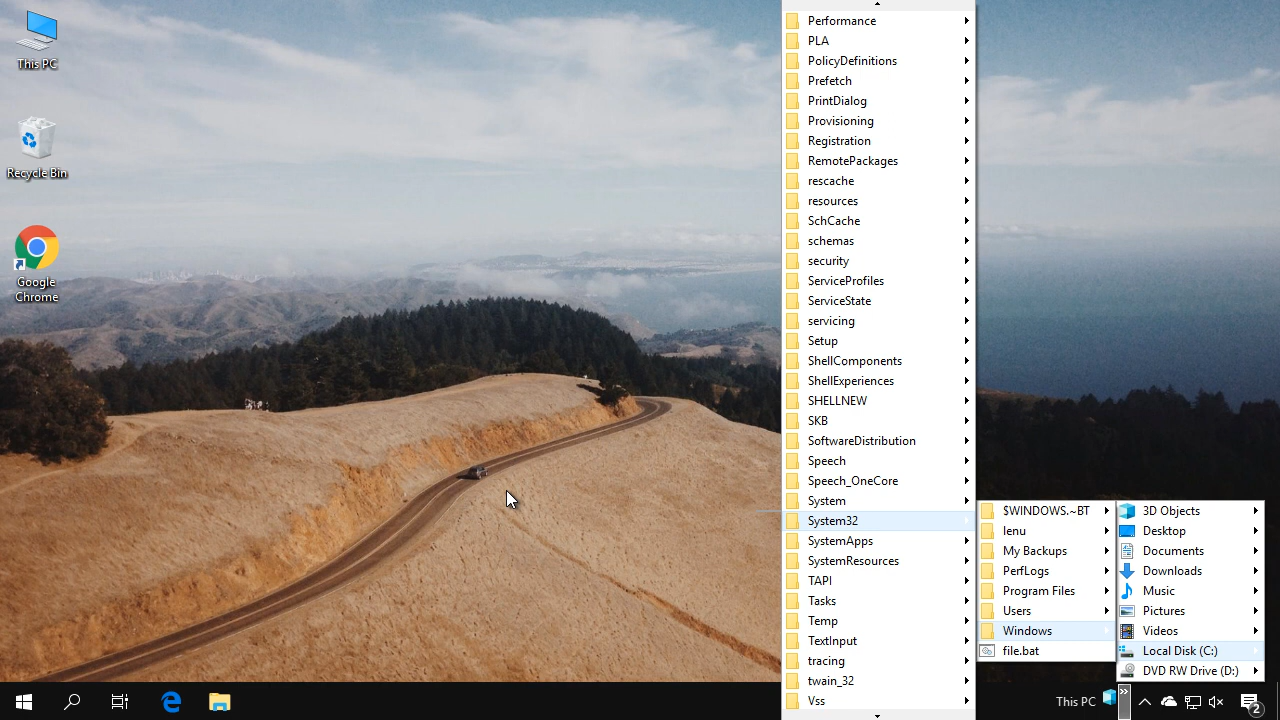 This PC
Recycle Bin
Google
Chrome
Performance
PLA
PolicyDefinitions
Prefetch
PrintDialog
Provisioning
Registration
RemotePackages
rescache
resources
SchCache
schemas
security
ServiceProfiles
ServiceState
servicing
Setup
ShellComponents
ShellExperiences
SHELLNEW
SKB
SoftwareDistribution
Speech
Speech_OneCore
System
System32
SystemApps
SystemResources
TAPI
Tasks
Temp
TextInput
tracing
twain_32
Vss
$WINDOWS.~BT
lenu
My Backups
PerfLogs
Program Files
Users
Windows
file.bat
3D Objects
Desktop
Documents
Downloads
Music
Pictures
Videos
Local Disk (C:)
DVD RW Drive (D:)
This PC
2